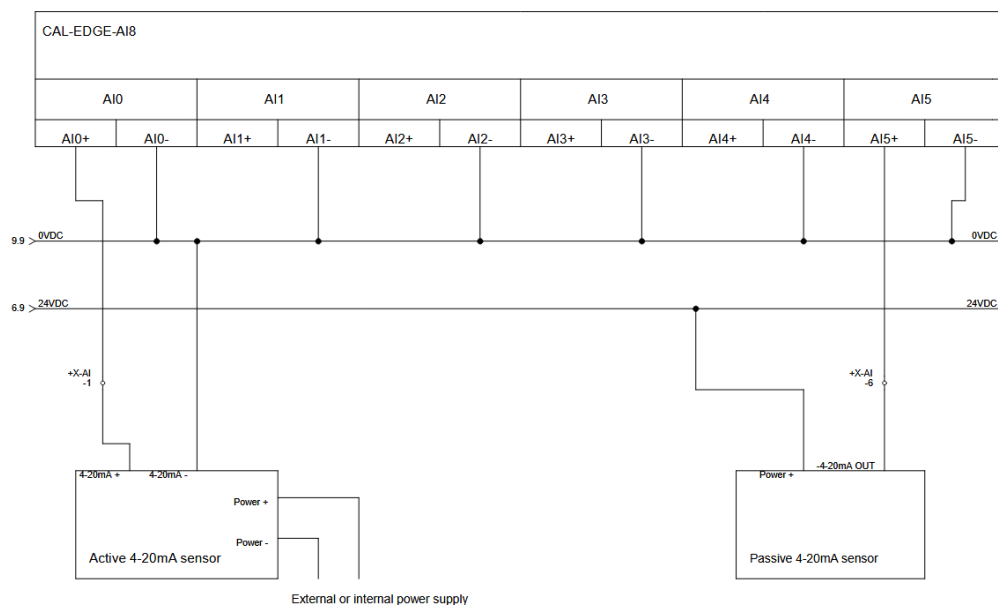 CAL-EDGE-AI8
AI0 AI1 AI2 AI3 AI4 AI5
AI0+ AI0- AI1+ AI1- AI2+ AI2- AI3+ AI3- AI4+ AI4- AI5+ AI5-
9.9 0VDC 0VDC
6.9 24VDC 24VDC
+X-AI +X-AI
-1 -6
4-20mA + 4-20mA - Power + -4-20mA OUT
Power +
Power -
Active 4-20mA sensor Passive 4-20mA sensor
External or internal power supply